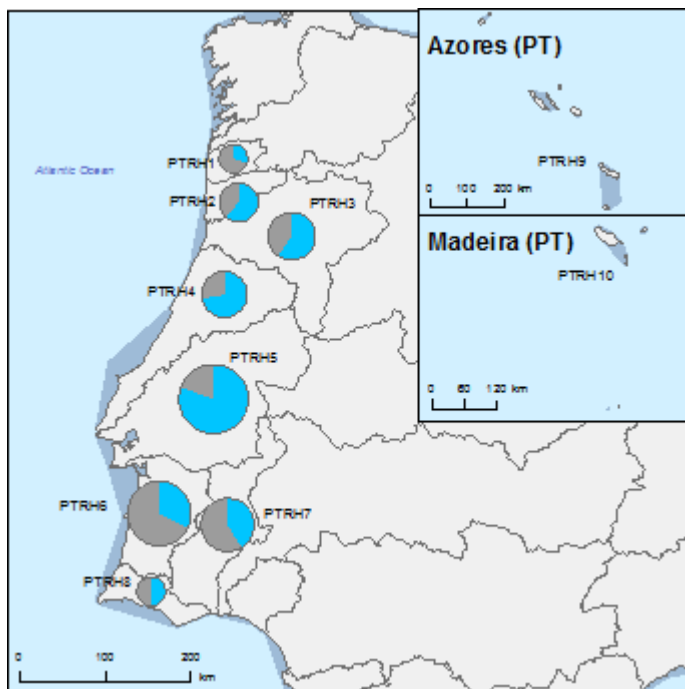 Azores (PT)
PTRH9
0 100 200
km
Madeira (PT)
PTRH10
0 60 120
km
Atlantic Ocean
PTRH1
PTRH2
PTRH3
PTRH4
PTRH5
PTRH6
PTRH7
PTRH8
0 100 200
km